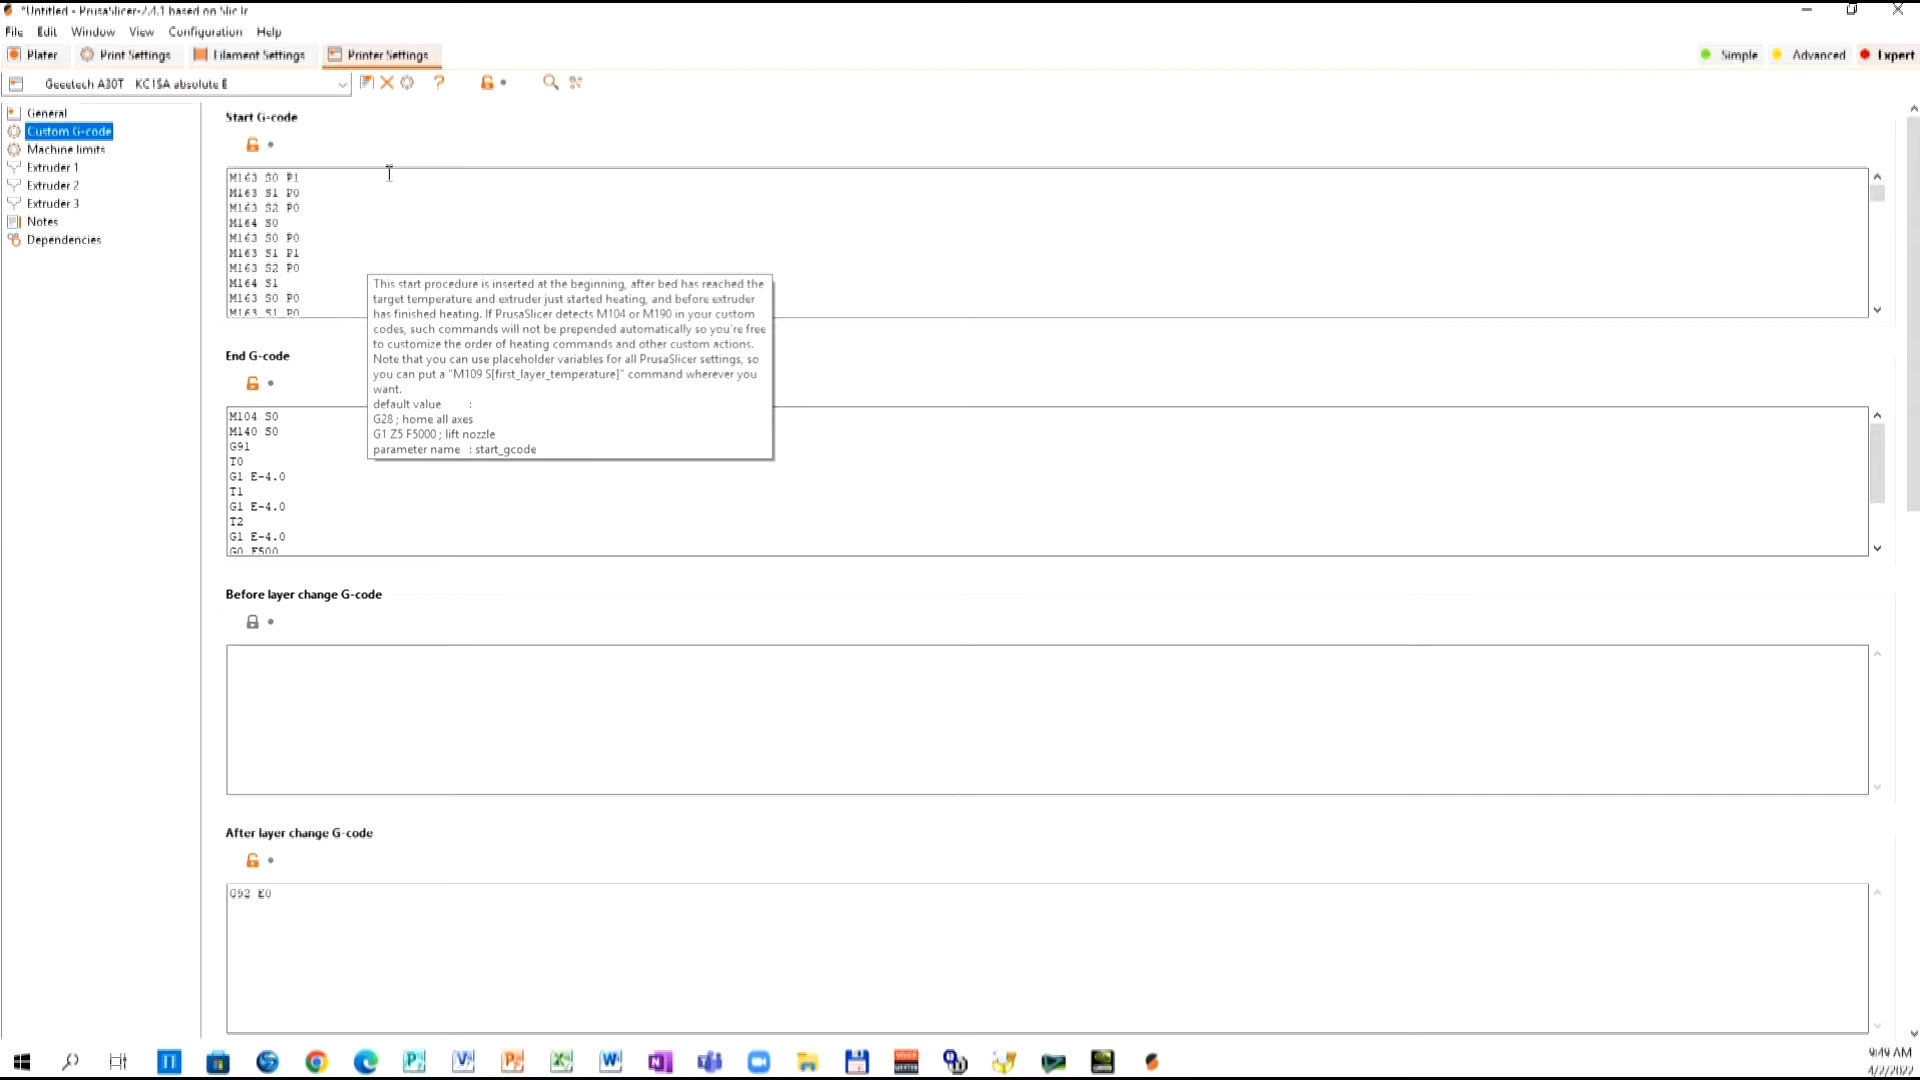 *Untitled - PrusaSlicer-2.4.1 based on Slic3r
File Edit Window View Configuration Help
Plater Print Settings Filament Settings Printer Settings
Simple Advanced Expert
Geeetech A30T - KC1SA absolute E
General
Custom G-code
Machine limits
Extruder 1
Extruder 2
Extruder 3
Notes
Dependencies
Start G-code
M163 S0 P1
M163 S1 P0
M163 S2 P0
M164 S0
M163 S0 P0
M163 S1 P1
M163 S2 P0
M164 S1
M163 S0 P0
M163 S1 P0
This start procedure is inserted at the beginning, after bed has reached the
target temperature and extruder just started heating, and before extruder
has finished heating. If PrusaSlicer detects M104 or M190 in your custom
codes, such commands will not be prepended automatically so you're free
to customize the order of heating commands and other custom actions.
Note that you can use placeholder variables for all PrusaSlicer settings, so
you can put a "M109 S[first_layer_temperature]" command wherever you
want.
default value :
G28 ; home all axes
G1 Z5 F5000 ; lift nozzle
parameter name : start_gcode
End G-code
M104 S0
M140 S0
G91
T0
G1 E-4.0
T1
G1 E-4.0
T2
G1 E-4.0
G0 F500
Before layer change G-code
After layer change G-code
G92 E0
9:49 AM
4/2/2022